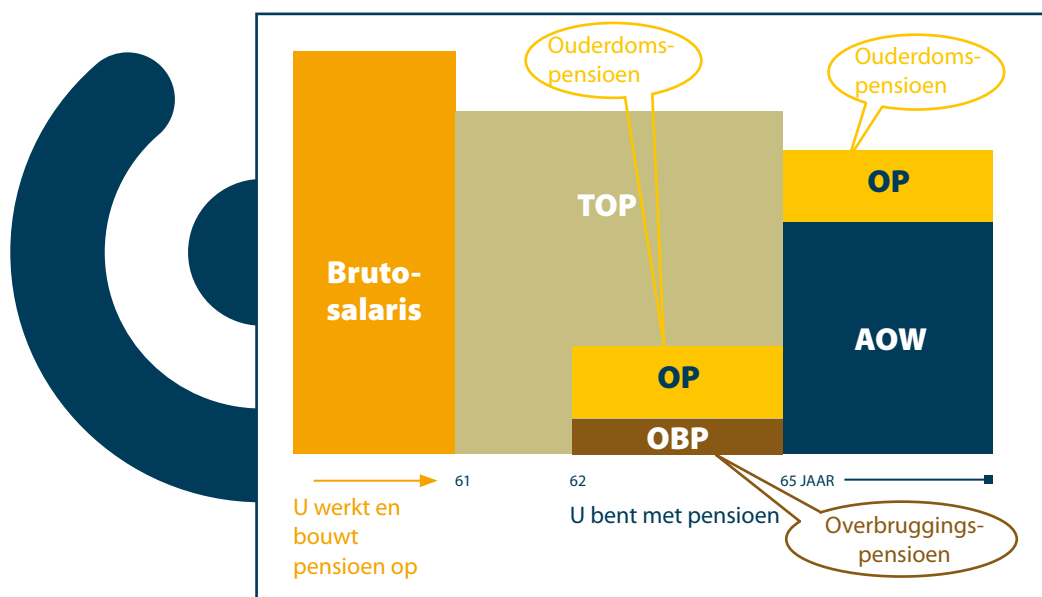 Ouderdoms-
pensioen
Ouderdoms-
pensioen
OP
TOP
Bruto-
salaris
AOW
OP
OBP
61
62
65 JAAR
U werkt en
bouwt
pensioen op
U bent met pensioen
Overbruggings-
pensioen